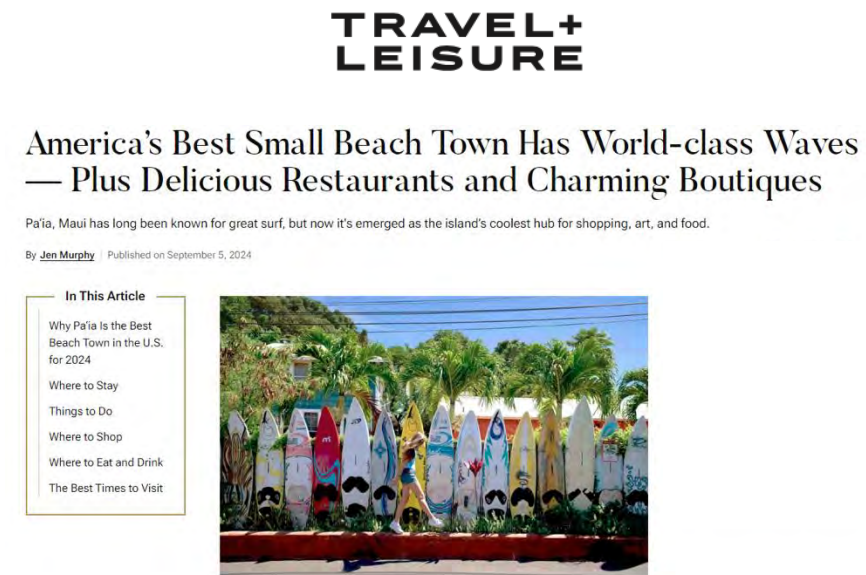 TRAVEL+
LEISURE
America's Best Small Beach Town Has World-class Waves
— Plus Delicious Restaurants and Charming Boutiques
Pa'ia, Maui has long been known for great surf, but now it's emerged as the island's coolest hub for shopping, art, and food.
By Jen Murphy | Published on September 5, 2024
In This Article
Why Pa'ia Is the Best
Beach Town in the U.S.
for 2024
Where to Stay
Things to Do
Where to Shop
Where to Eat and Drink
The Best Times to Visit